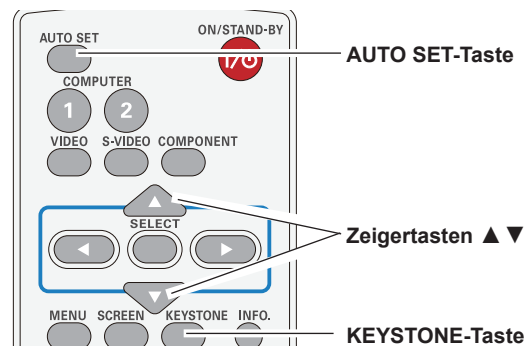 AUTO SET ON/STAND-BY
I/⏻ AUTO SET-Taste
COMPUTER
1 2
VIDEO S-VIDEO COMPONENT
▲
SELECT
◀ ▶ Zeigertasten ▲▼
▼
MENU SCREEN KEYSTONE INFO.
KEYSTONE-Taste